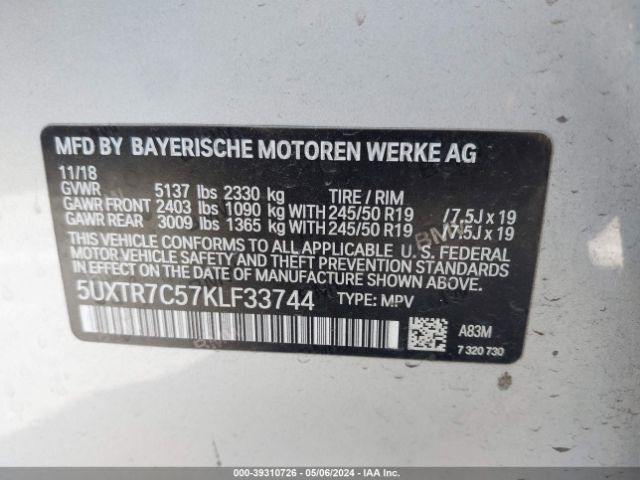 MFD BY BAYERISCHE MOTOREN WERKE AG
11/18
GVWR 5137 lbs 2330 kg TIRE / RIM
GAWR FRONT 2403 lbs 1090 kg WITH 245/50 R19 /7.5J x 19
GAWR REAR 3009 lbs 1365 kg WITH 245/50 R19 /7.5J x 19
THIS VEHICLE CONFORMS TO ALL APPLICABLE U. S. FEDERAL
MOTOR VEHICLE SAFETY AND THEFT PREVENTION STANDARDS
IN EFFECT ON THE DATE OF MANUFACTURE SHOWN ABOVE.
5UXTR7C57KLF33744 TYPE: MPV
A83M
7 320 730
000-39310726 - 05/06/2024 - IAA Inc.